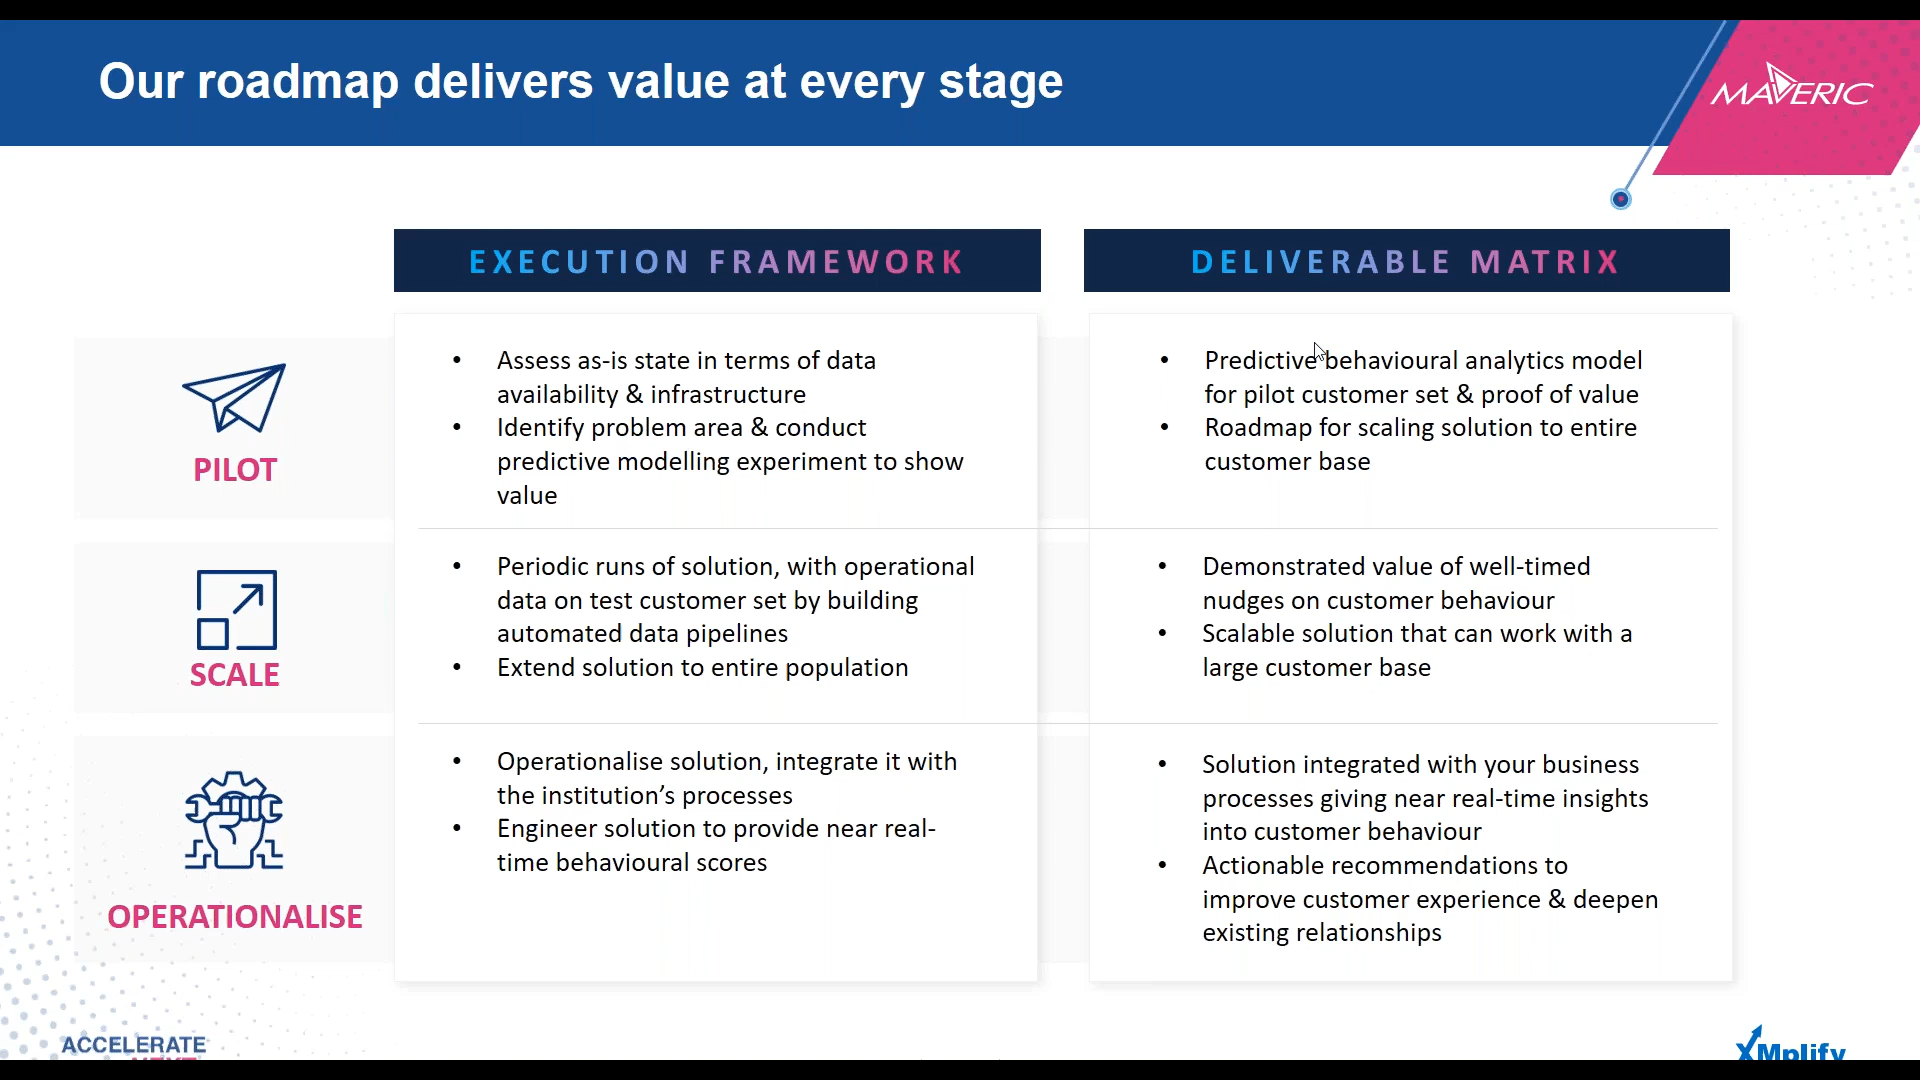 Our roadmap delivers value at every stage
MAVERIC
EXECUTION FRAMEWORK
DELIVERABLE MATRIX
PILOT
• Assess as-is state in terms of data
availability & infrastructure
• Identify problem area & conduct
predictive modelling experiment to show
value
• Predictive behavioural analytics model
for pilot customer set & proof of value
• Roadmap for scaling solution to entire
customer base
SCALE
• Periodic runs of solution, with operational
data on test customer set by building
automated data pipelines
• Extend solution to entire population
• Demonstrated value of well-timed
nudges on customer behaviour
• Scalable solution that can work with a
large customer base
OPERATIONALISE
• Operationalise solution, integrate it with
the institution’s processes
• Engineer solution to provide near real-
time behavioural scores
• Solution integrated with your business
processes giving near real-time insights
into customer behaviour
• Actionable recommendations to
improve customer experience & deepen
existing relationships
ACCELERATE
NEXT
XMplify